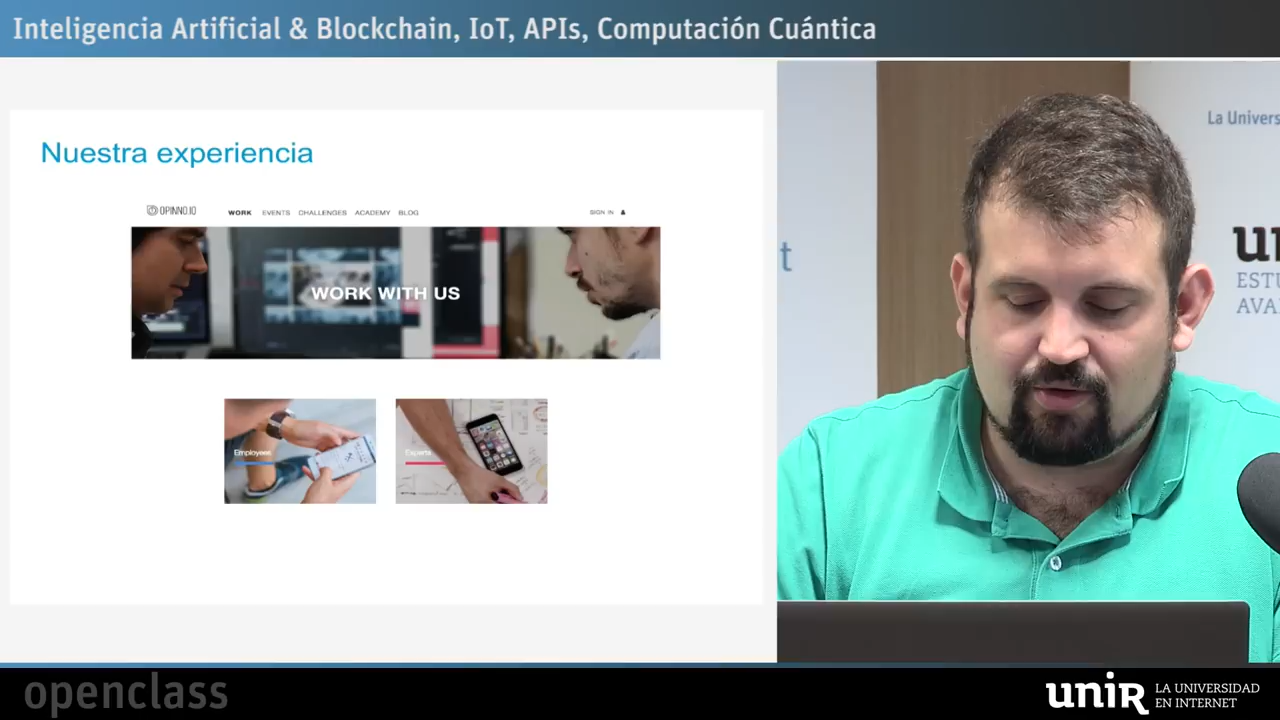 Inteligencia Artificial & Blockchain, IoT, APIs, Computación Cuántica
Nuestra experiencia
OPINNO.IO
WORK EVENTS CHALLENGES ACADEMY BLOG
SIGN IN
WORK WITH US
Employees
Experts
La Univers
t
un
ESTU
AVA
openclass
unir LA UNIVERSIDAD
EN INTERNET